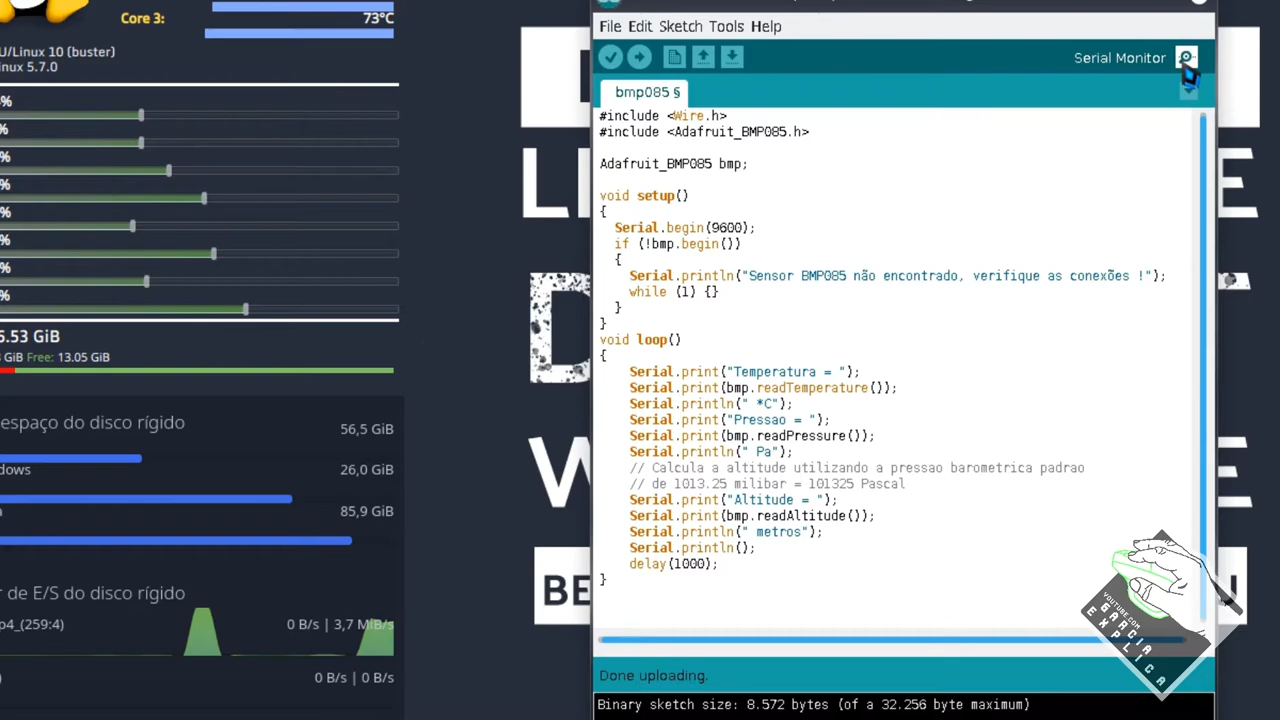 Core 3:
73°C
U/Linux 10 (buster)
inux 5.7.0
%
%
%
%
%
%
%
5.53 GiB
GiB Free: 13.05 GiB
espaço do disco rígido
56,5 GiB
dows
26,0 GiB
85,9 GiB
r de E/S do disco rígido
p4_(259:4)
0 B/s | 3,7 MiB/s
0 B/s | 0 B/s
File Edit Sketch Tools Help
Serial Monitor
bmp085 §
#include <Wire.h>
#include <Adafruit_BMP085.h>
Adafruit_BMP085 bmp;
void setup()
{
Serial.begin(9600);
if (!bmp.begin())
{
Serial.println("Sensor BMP085 não encontrado, verifique as conexões !");
while (1) {}
}
}
void loop()
{
Serial.print("Temperatura = ");
Serial.print(bmp.readTemperature());
Serial.println(" *C");
Serial.print("Pressao = ");
Serial.print(bmp.readPressure());
Serial.println(" Pa");
// Calcula a altitude utilizando a pressao barometrica padrao
// de 1013.25 milibar = 101325 Pascal
Serial.print("Altitude = ");
Serial.print(bmp.readAltitude());
Serial.println(" metros");
Serial.println();
delay(1000);
}
Done uploading.
Binary sketch size: 8.572 bytes (of a 32.256 byte maximum)
YOUTUBE.COM
GARCIA
EXPLICA